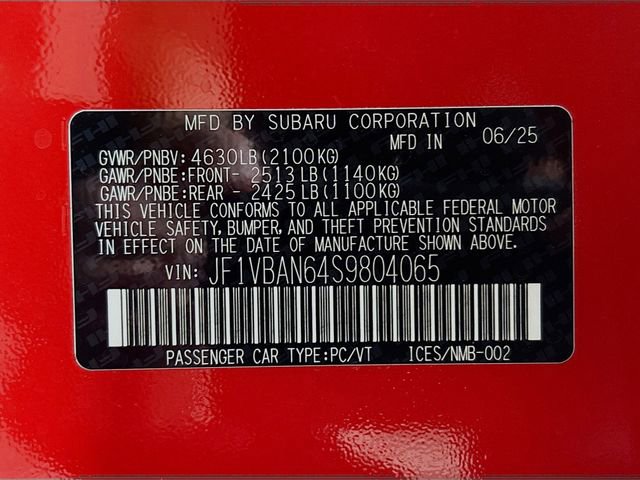 MFD BY SUBARU CORPORATION
MFD IN 06/25
GVWR/PNBV: 4630LB(2100KG)
GAWR/PNBE:FRONT- 2513LB(1140KG)
GAWR/PNBE:REAR - 2425LB(1100KG)
THIS VEHICLE CONFORMS TO ALL APPLICABLE FEDERAL MOTOR
VEHICLE SAFETY, BUMPER, AND THEFT PREVENTION STANDARDS
IN EFFECT ON THE DATE OF MANUFACTURE SHOWN ABOVE.
VIN: JF1VBAN64S9804065
PASSENGER CAR TYPE:PC/VT ICES/NMB-002